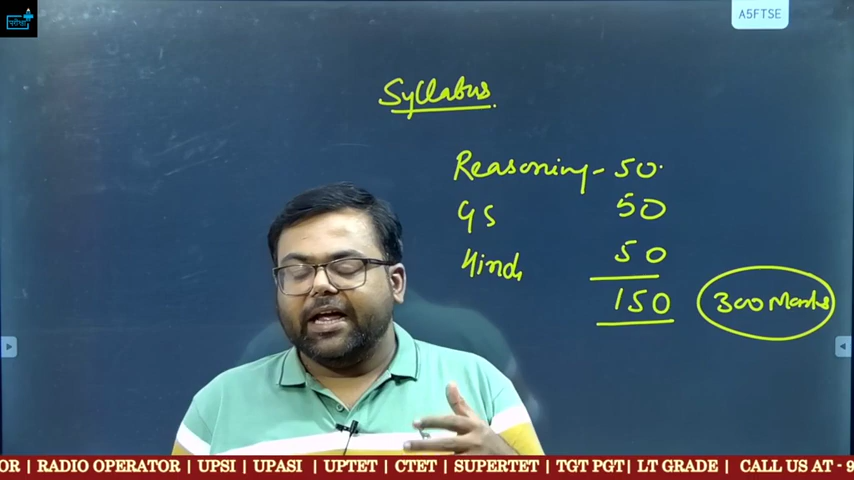 परीक्षा
A5FTSE
Syllabus
Reasoning - 50
GS 50
Hindi 50
150 300 Marks
OR | RADIO OPERATOR | UPSI | UPASI | UPTET | CTET | SUPERTET | TGT PGT| LT GRADE | CALL US AT - 9